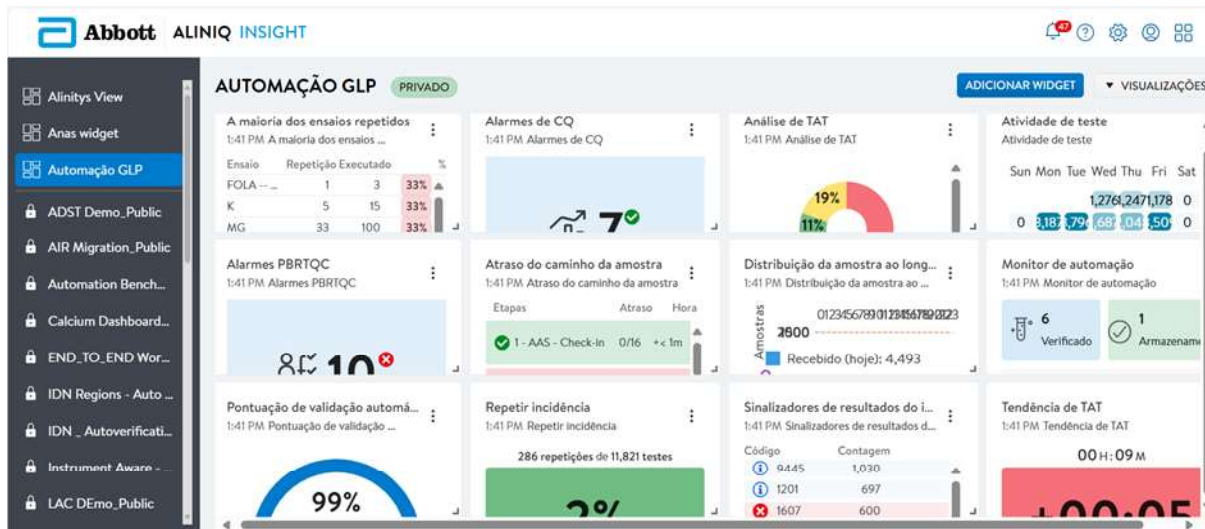 Abbott ALINIQ INSIGHT
47
Alinitys View
Anas widget
Automação GLP
ADST Demo_Public
AIR Migration_Public
Automation Bench...
Calcium Dashboard...
END_TO_END Wor...
IDN Regions - Auto ...
IDN _ Autoverificati...
Instrument Aware - ...
LAC DEmo_Public
AUTOMAÇÃO GLP PRIVADO
ADICIONAR WIDGET
VISUALIZAÇÕES
A maioria dos ensaios repetidos
1:41 PM A maioria dos ensaios ...
Ensaio Repetição Executado %
FOLA -- ... 1 3 33%
K 5 15 33%
MG 33 100 33%
Alarmes de CQ
1:41 PM Alarmes de CQ
7
Análise de TAT
1:41 PM Análise de TAT
19%
11%
Atividade de teste
Atividade de teste
Sun Mon Tue Wed Thu Fri Sat
1,178 0
0 0
Alarmes PBRTQC
1:41 PM Alarmes PBRTQC
10
Atraso do caminho da amostra
1:41 PM Atraso do caminho da amostra
Etapas Atraso Hora
1 - AAS - Check-in 0/16 +< 1m
Distribuição da amostra ao long...
1:41 PM Distribuição da amostra ao ...
Amostras
Recebido (hoje): 4,493
Monitor de automação
1:41 PM Monitor de automação
6
Verificado
1
Armazename
Pontuação de validação automá...
1:41 PM Pontuação de validação ...
99%
Repetir incidência
1:41 PM Repetir incidência
286 repetições de 11,821 testes
2%
Sinalizadores de resultados do i...
1:41 PM Sinalizadores de resultados d...
Código Contagem
9445 1,030
1201 697
1607 600
Tendência de TAT
1:41 PM Tendência de TAT
00 H : 09 M
+00:05